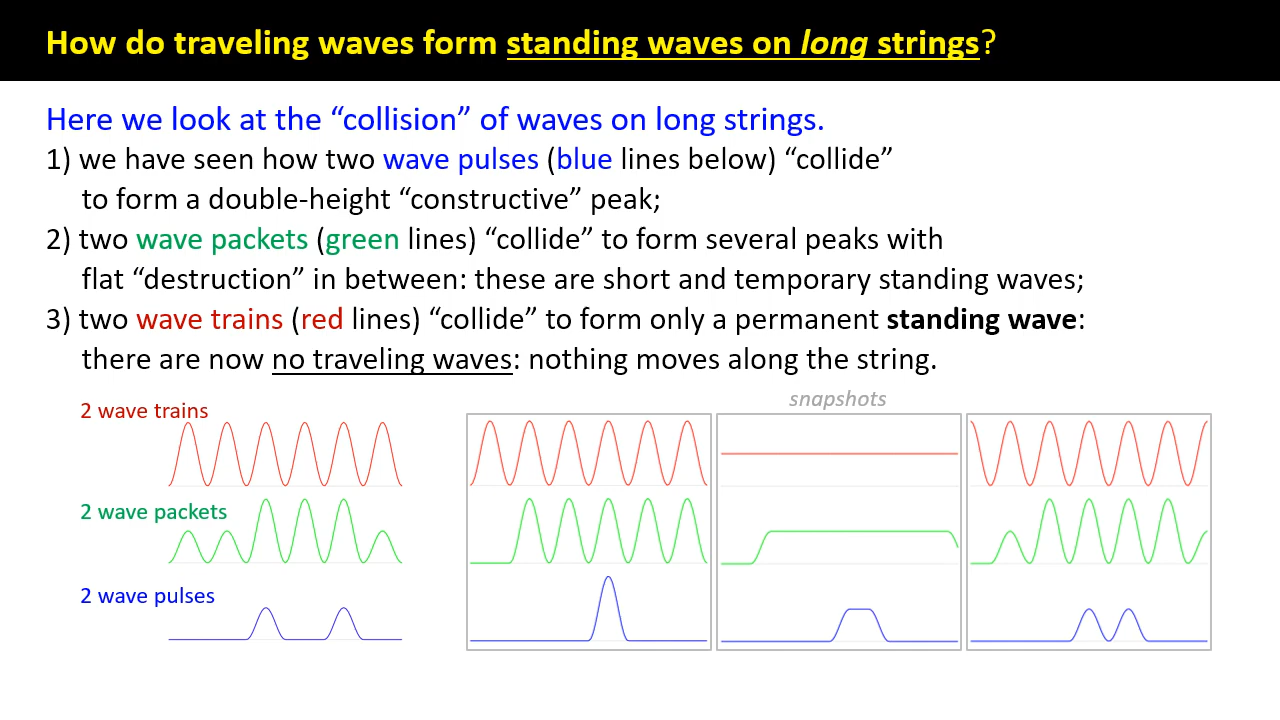 How do traveling waves form standing waves on long strings?
Here we look at the “collision” of waves on long strings.
1) we have seen how two wave pulses (blue lines below) “collide”
to form a double-height “constructive” peak;
2) two wave packets (green lines) “collide” to form several peaks with
flat “destruction” in between: these are short and temporary standing waves;
3) two wave trains (red lines) “collide” to form only a permanent standing wave:
there are now no traveling waves: nothing moves along the string.
snapshots
2 wave trains
2 wave packets
2 wave pulses